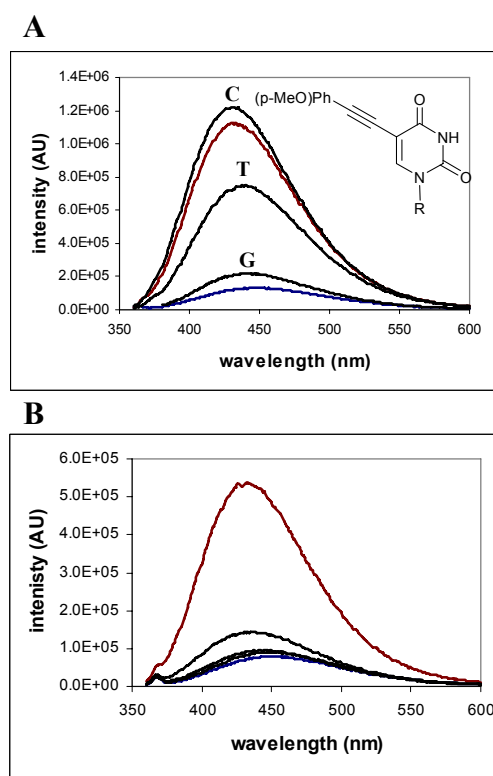 A
1.4E+06
1.2E+06
1.0E+06
8.0E+05
6.0E+05
4.0E+05
2.0E+05
0.0E+00
intensity (AU)
C
T
G
(p-MeO)Ph
O
NH
N
O
R
350 400 450 500 550 600
wavelength (nm)
B
6.0E+05
5.0E+05
4.0E+05
3.0E+05
2.0E+05
1.0E+05
0.0E+00
intenisty (AU)
350 400 450 500 550 600
wavelength (nm)